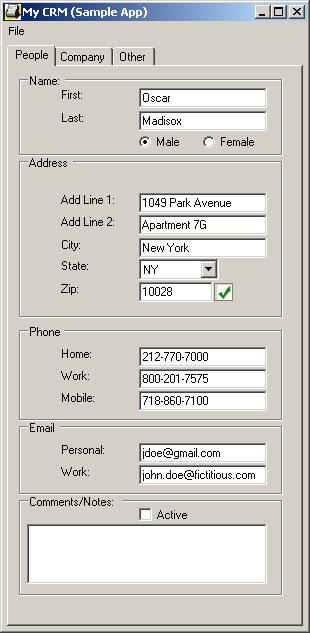 My CRM (Sample App)
File
People Company Other
Name:
First: Oscar
Last: Madisox
Male Female
Address
Add Line 1: 1049 Park Avenue
Add Line 2: Apartment 7G
City: New York
State: NY
Zip: 10028
Phone
Home: 212-770-7000
Work: 800-201-7575
Mobile: 718-860-7100
Email
Personal: jdoe@gmail.com
Work: john.doe@fictitious.com
Comments/Notes:
Active